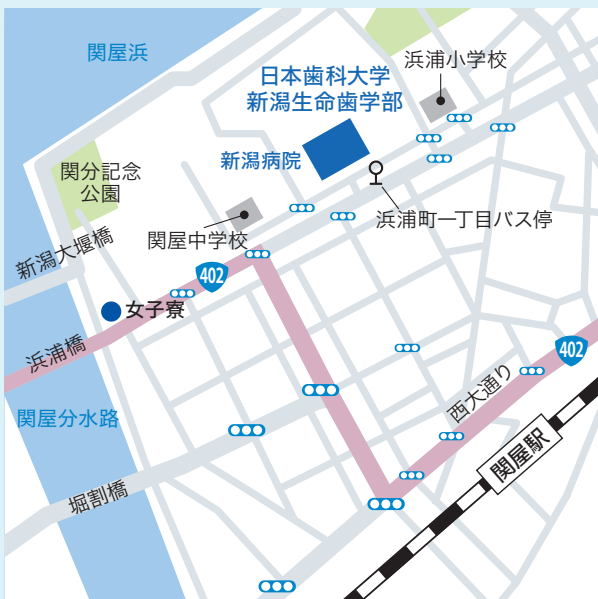 関屋浜
浜浦小学校
日本歯科大学
新潟生命歯学部
新潟病院
関分記念
公園
浜浦町一丁目バス停
関屋中学校
新潟大堰橋
402
女子寮
浜浦橋
402
西大通り
関屋分水路
関屋駅
堀割橋